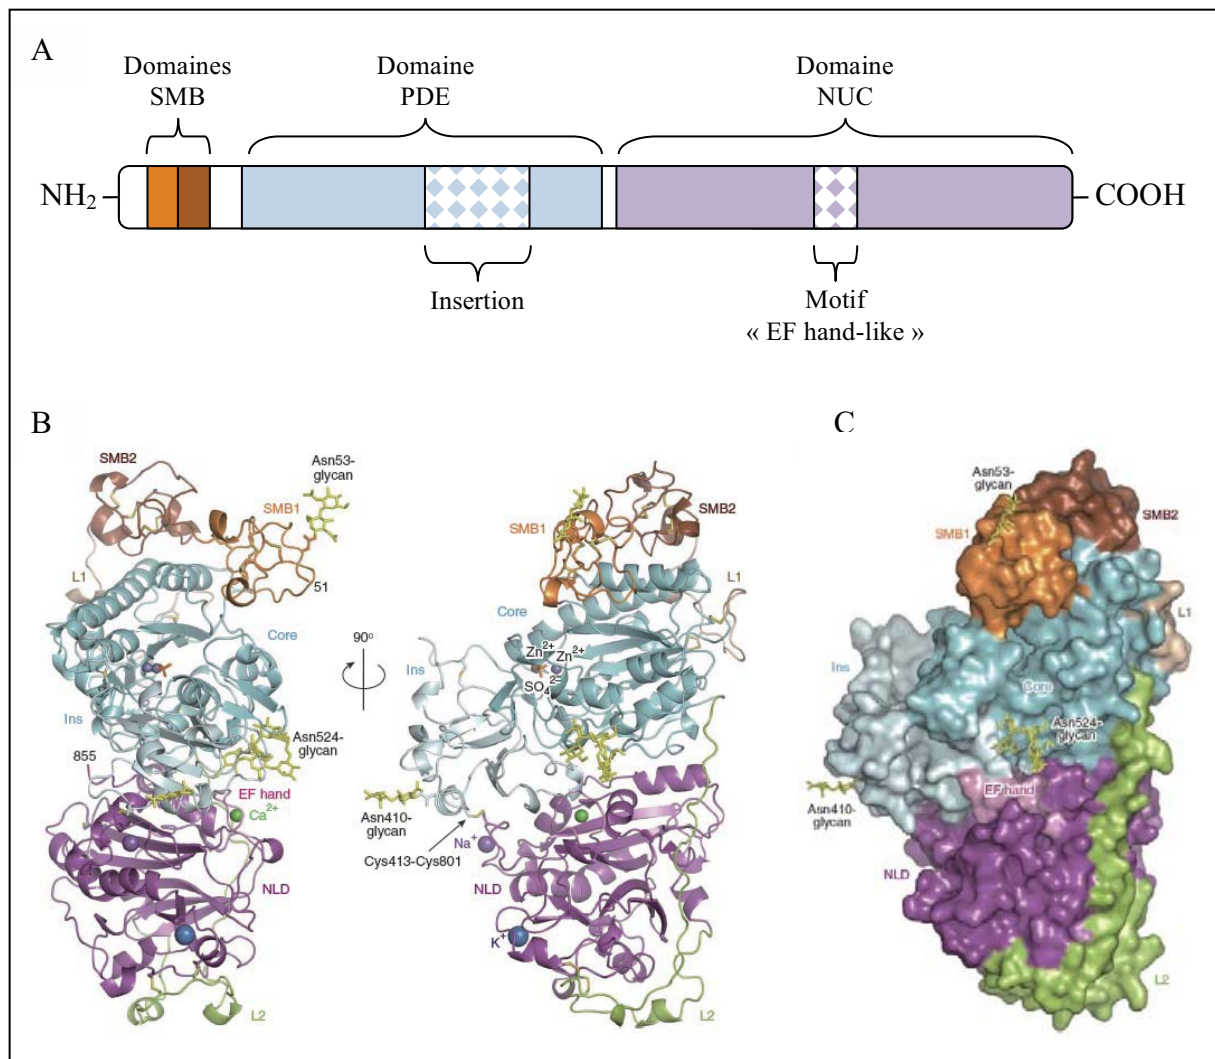 A
Domaines
SMB
Domaine
PDE
Domaine
NUC
NH₂
COOH
Insertion
Motif
« EF hand-like »
B
SMB2
Asn53-
glycan
SMB1
L1
51
Core
Ins
Asn524-
glycan
855
EF hand
Ca²⁺
NLD
L2
90°
SMB1
SMB2
L1
Core
Zn²⁺ Zn²⁺
Ins
SO₄²⁻
Asn410-
glycan
Cys413-Cys801
Na⁺
NLD
K⁺
L2
C
Asn53-
glycan
SMB2
SMB1
L1
Ins
Core
Asn524-
glycan
EF hand
Asn410-
glycan
NLD
L2